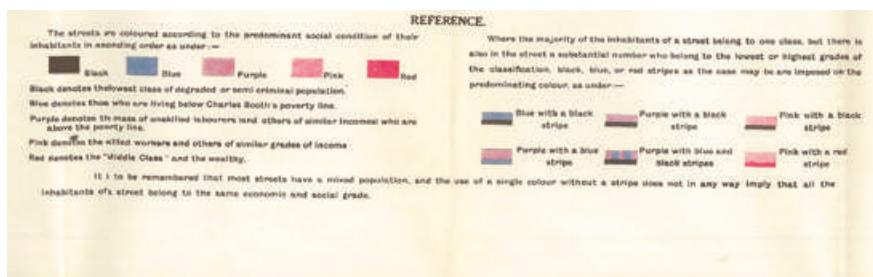 REFERENCE.
The streets are coloured according to the predominant social condition of their
inhabitants in asending order as under :—
Black Blue Purple Pink Red
Black denotes thelowest class of degraded or semi criminal population.
Blue denotes thos who are living below Charles Booth's poverty line.
Purple denotes th mass of unskilled labourers (and others of similar incomes) who are
above the poverty line.
Pink denotes the killed workers and others of similar grades of income
Red denotes the "Middle Class" and the wealthy.
Where the majority of the inhabitants of a street belong to one class, but there is
also in the street a substantial number who belong to the lowest or highest grades of
the classification, black, blue, or red stripes as the case may be are imposed on the
predominating colour, as under :—
Blue with a black
stripe
Purple with a black
stripe
Pink with a black
stripe
Purple with a blue
stripe
Purple with blue and
black stripes
Pink with a red
stripe
It i to be remembered that most streets have a mixed population, and the use of a single colour without a stripe does not in any way imply that all the
inhabitants of a street belong to the same economic and social grade.